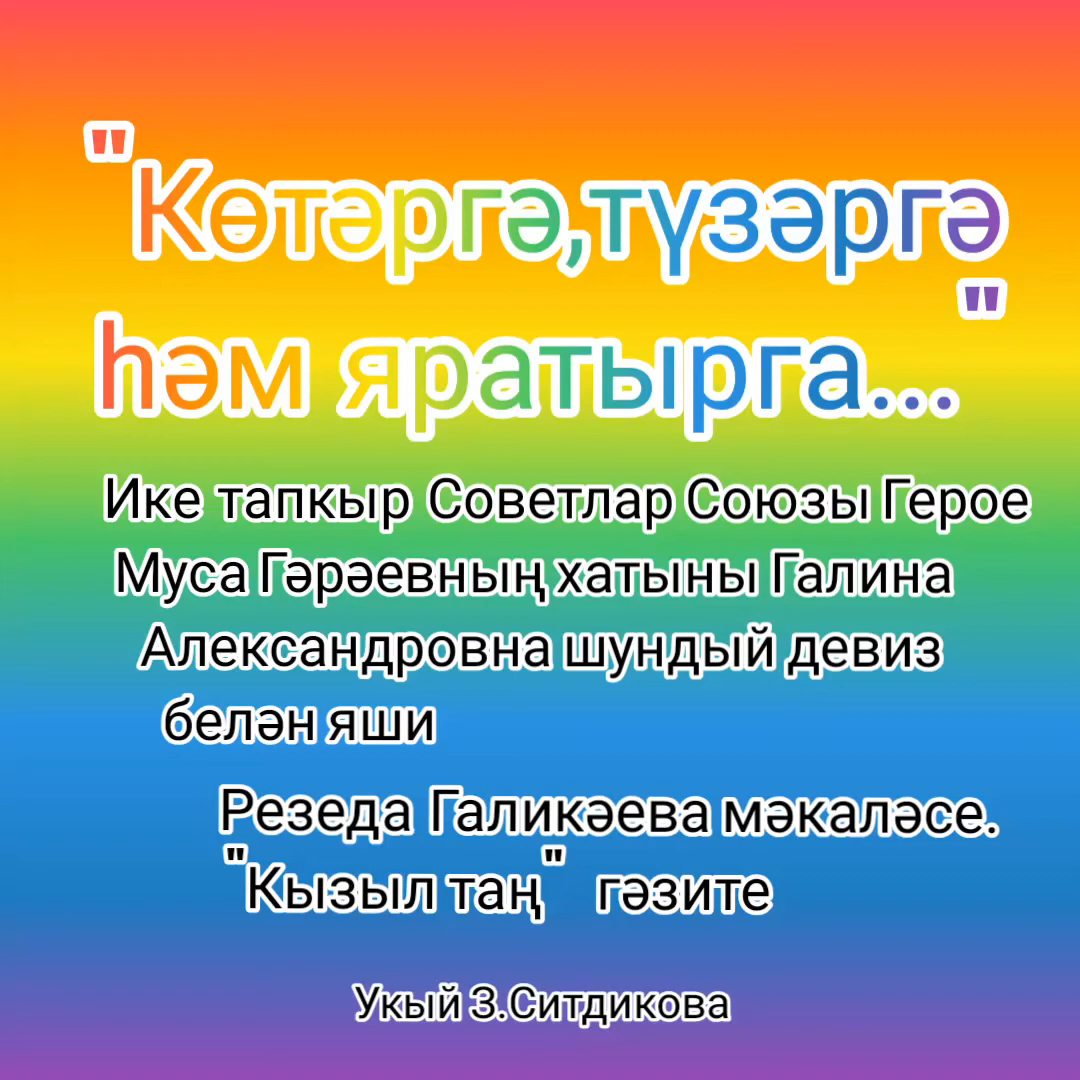 "Көтәргә,түзәргә
һәм яратырга..."
Ике тапкыр Советлар Союзы Герое
Муса Гәрәевның хатыны Галина
Александровна шундый девиз
белән яши
Резеда Галикәева мәкаләсе.
"Кызыл таң" гәзите
Укый З.Ситдикова